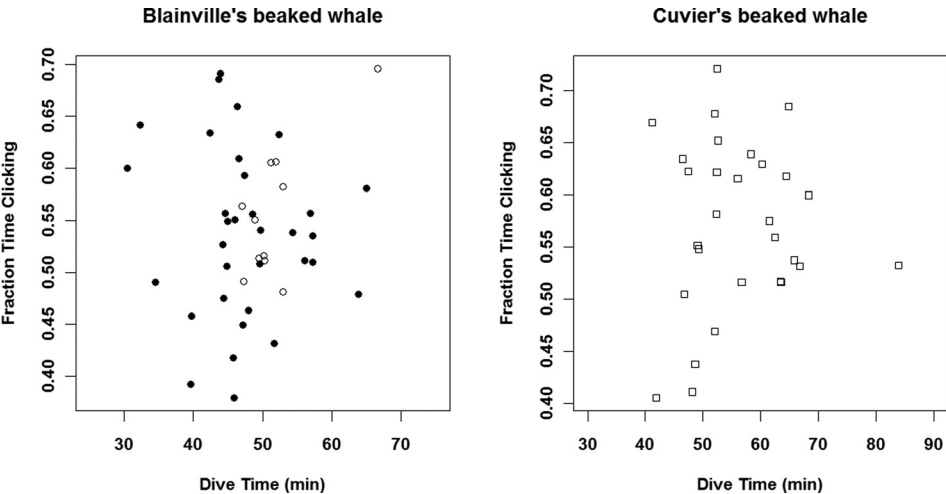 Blainville's beaked whale
Fraction Time Clicking
0.70
0.65
0.60
0.55
0.50
0.45
0.40
30 40 50 60 70
Dive Time (min)
Cuvier's beaked whale
Fraction Time Clicking
0.70
0.65
0.60
0.55
0.50
0.45
0.40
30 40 50 60 70 80 90
Dive Time (min)